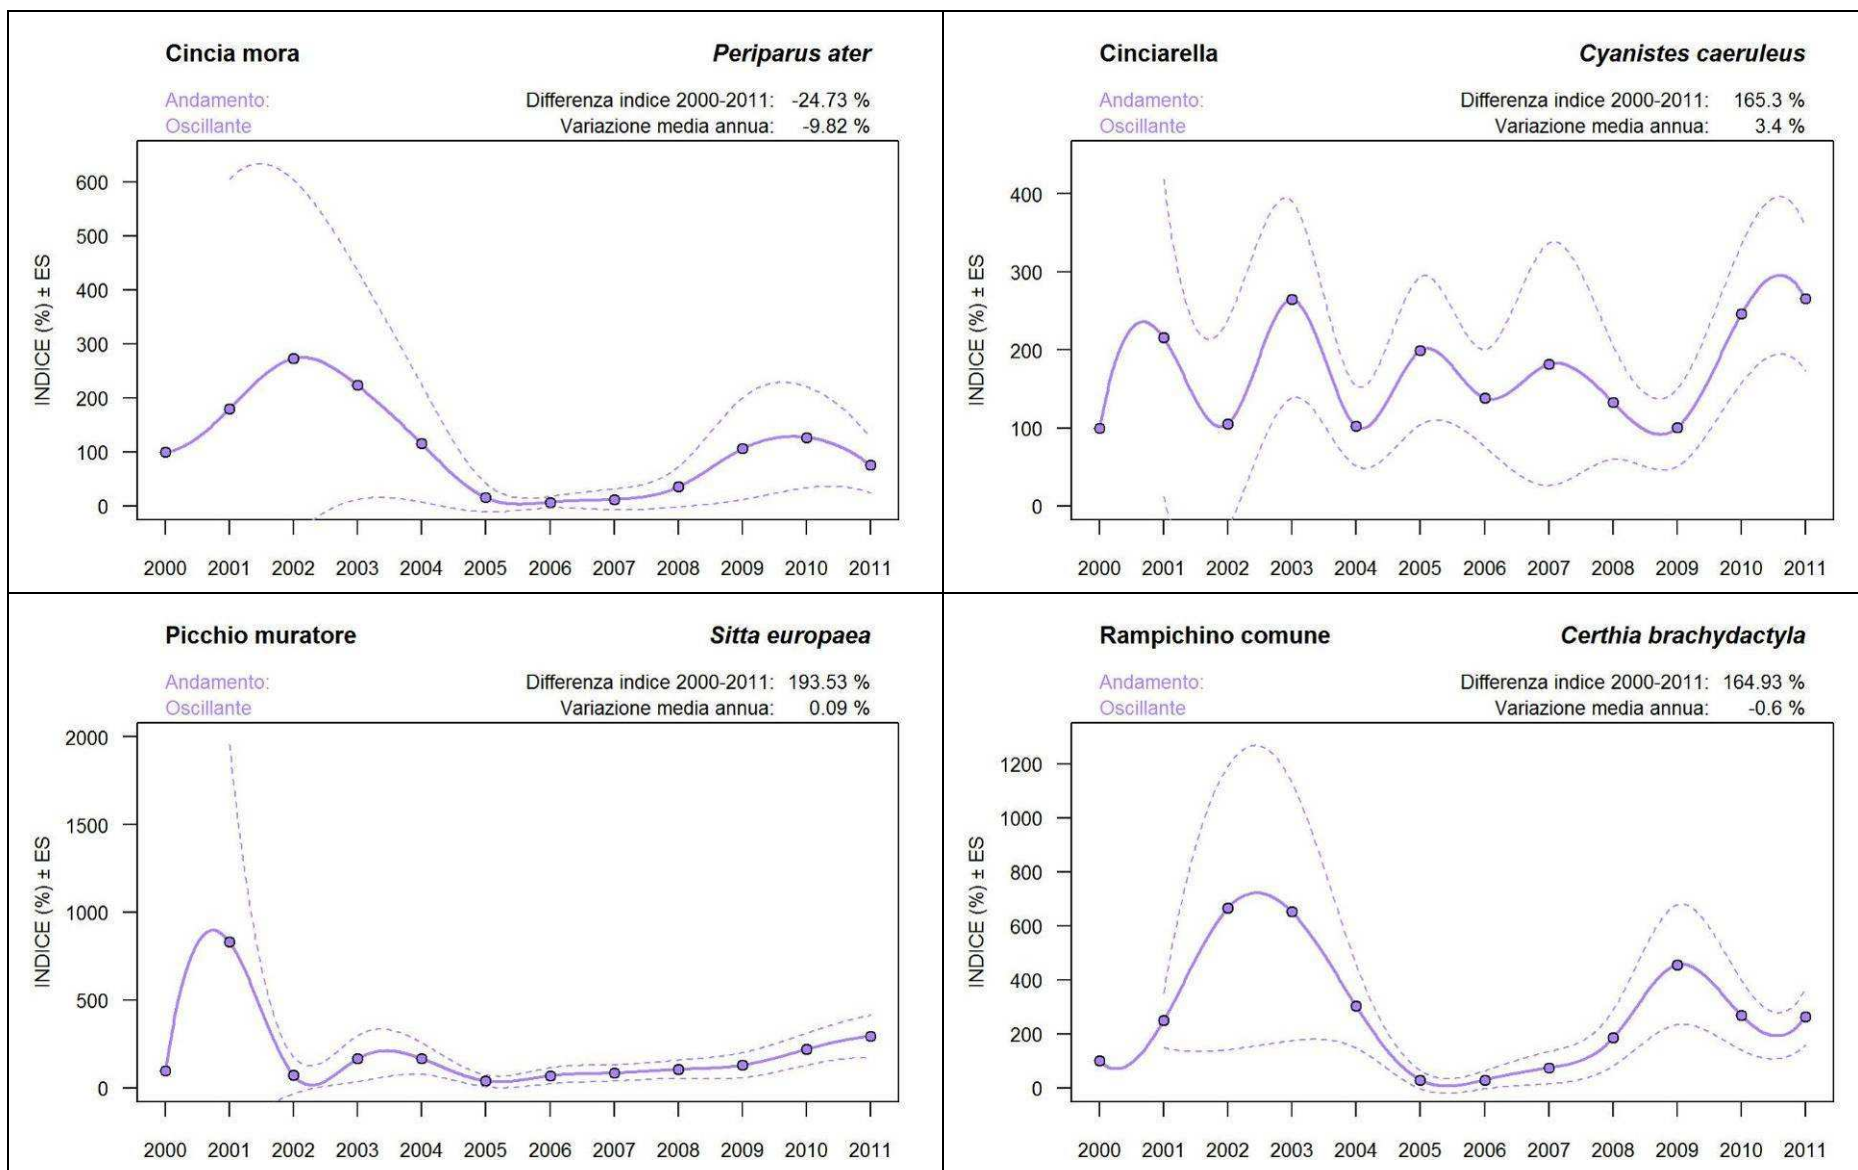 Cincia mora Periparus ater
Andamento: Differenza indice 2000-2011: -24.73 %
Oscillante Variazione media annua: -9.82 %
INDICE (%) ± ES
600
500
400
300
200
100
0
2000 2001 2002 2003 2004 2005 2006 2007 2008 2009 2010 2011
Cinciarella Cyanistes caeruleus
Andamento: Differenza indice 2000-2011: 165.3 %
Oscillante Variazione media annua: 3.4 %
INDICE (%) ± ES
400
300
200
100
0
2000 2001 2002 2003 2004 2005 2006 2007 2008 2009 2010 2011
Picchio muratore Sitta europaea
Andamento: Differenza indice 2000-2011: 193.53 %
Oscillante Variazione media annua: 0.09 %
INDICE (%) ± ES
2000
1500
1000
500
0
2000 2001 2002 2003 2004 2005 2006 2007 2008 2009 2010 2011
Rampichino comune Certhia brachydactyla
Andamento: Differenza indice 2000-2011: 164.93 %
Oscillante Variazione media annua: -0.6 %
INDICE (%) ± ES
1200
1000
800
600
400
200
0
2000 2001 2002 2003 2004 2005 2006 2007 2008 2009 2010 2011